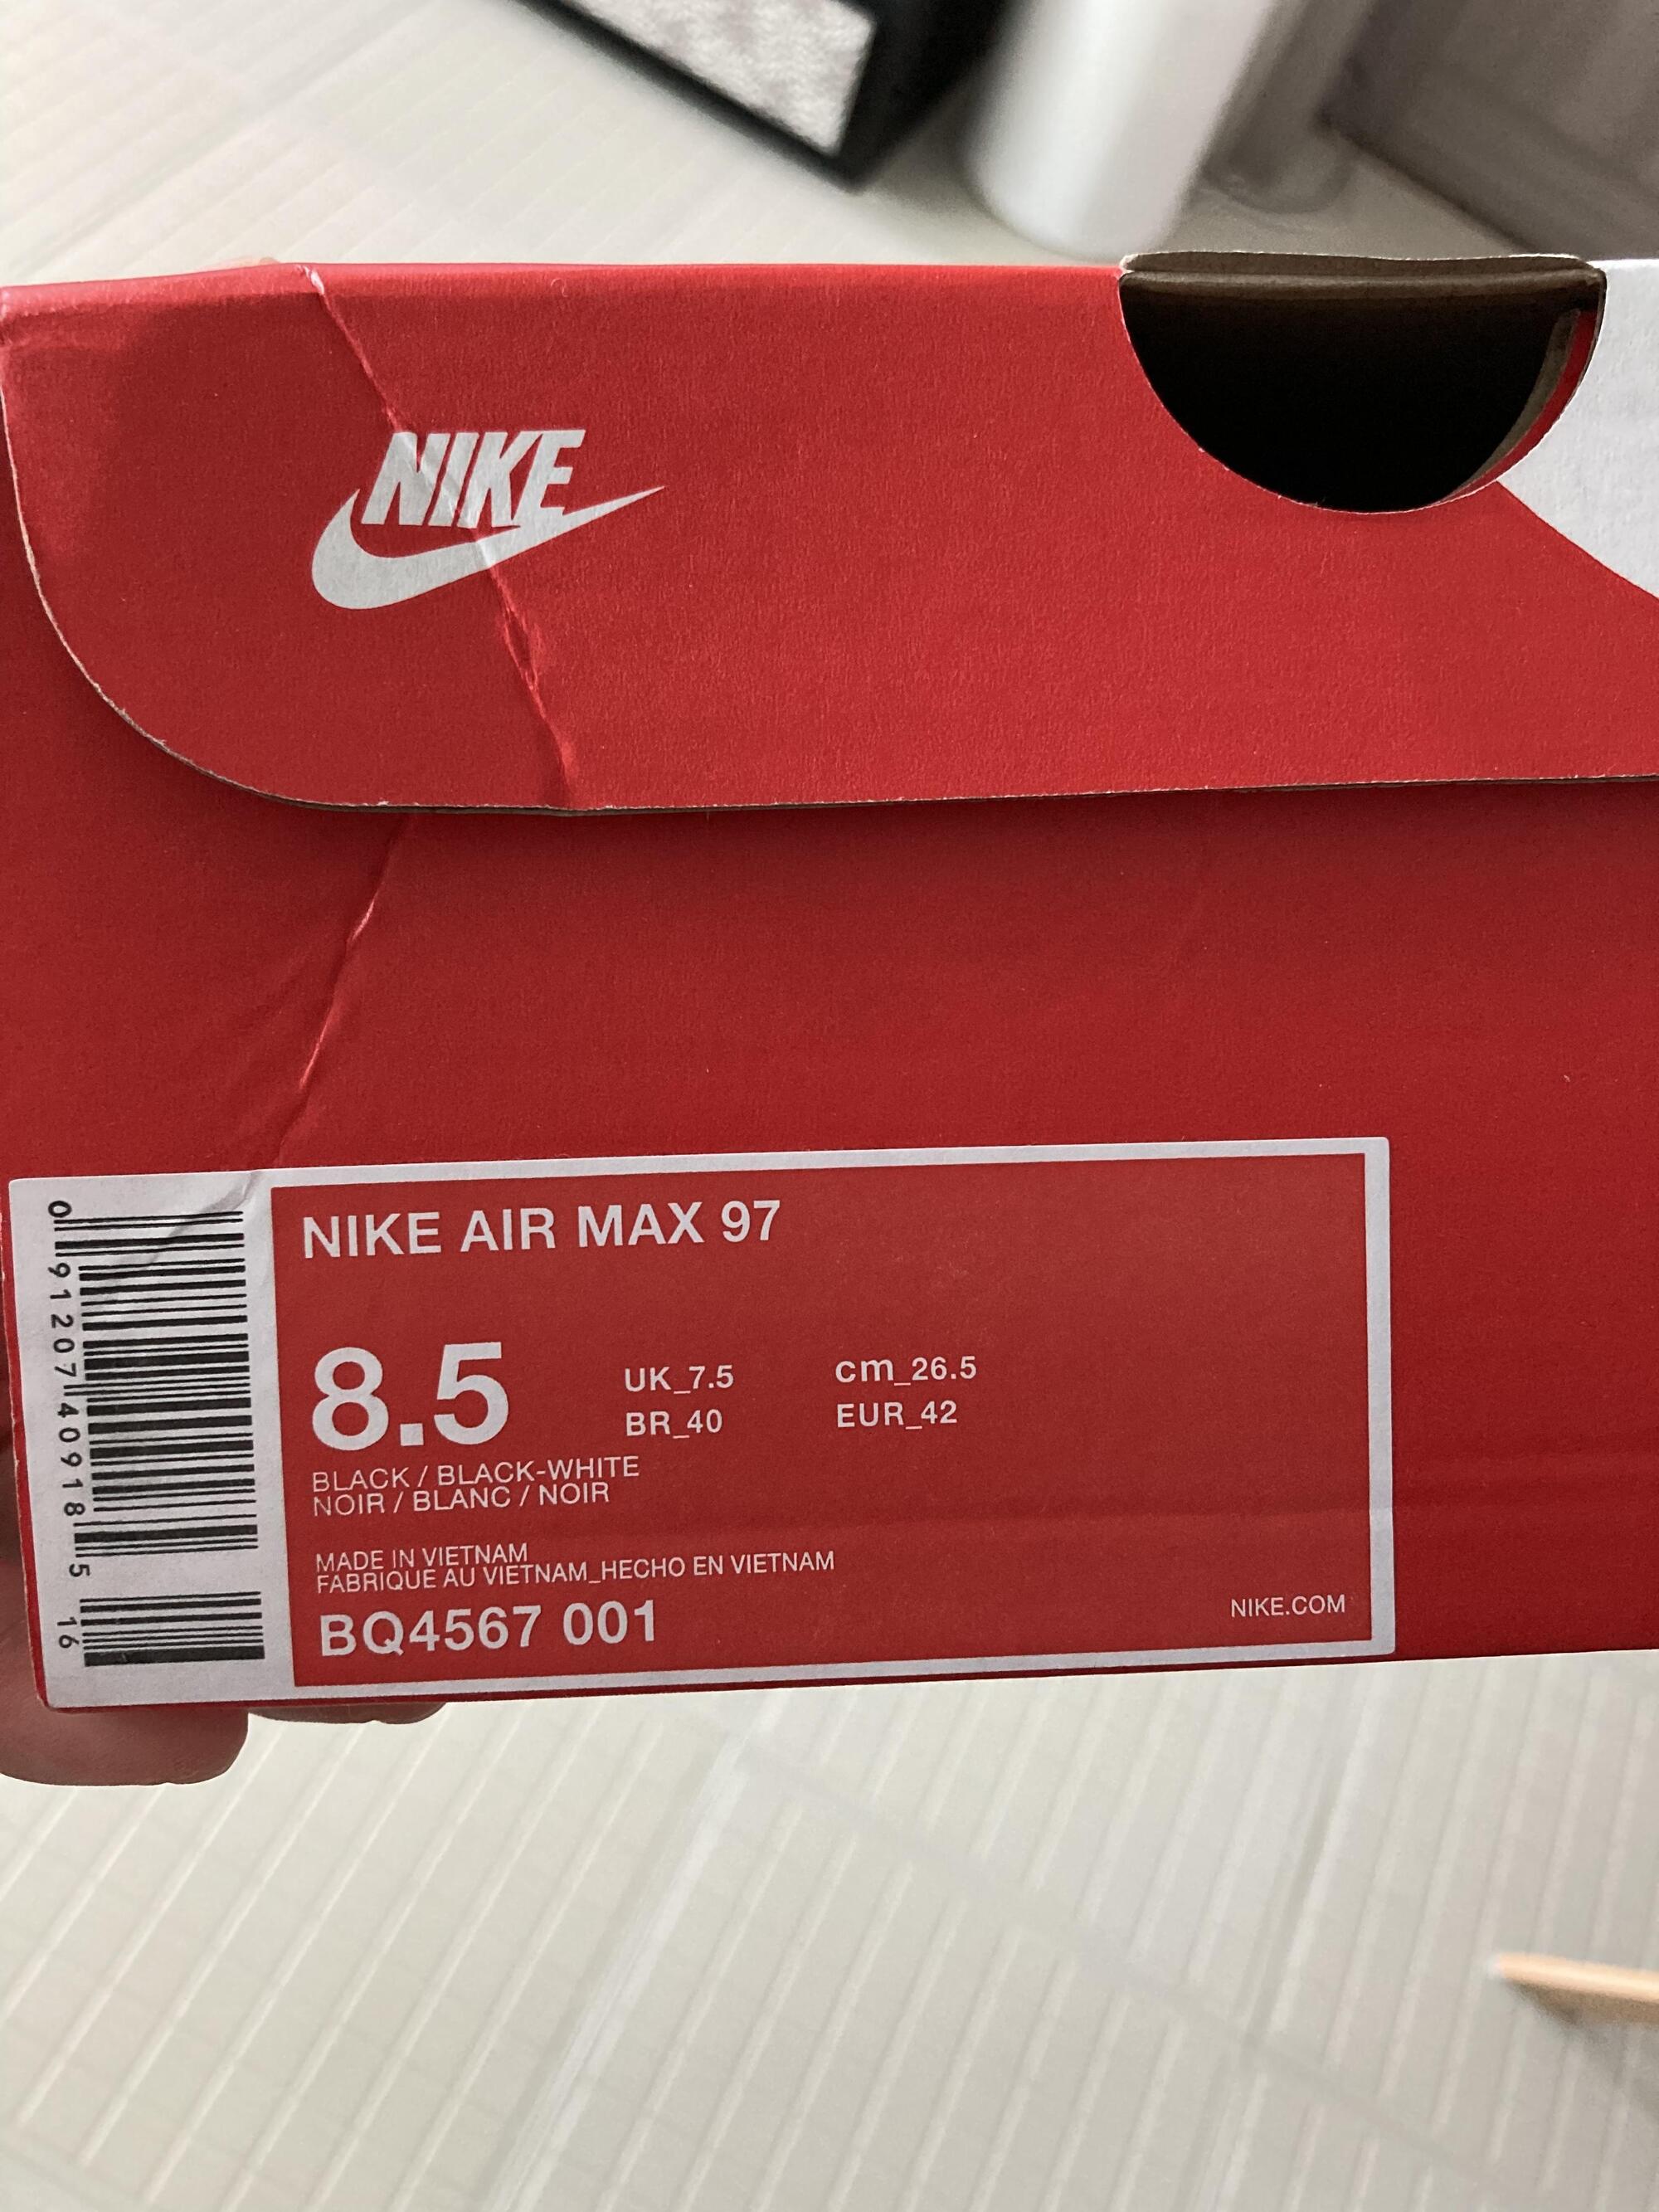 NIKE
NIKE AIR MAX 97
8.5
UK_7.5
cm_26.5
BR_40
EUR_42
BLACK / BLACK-WHITE
NOIR / BLANC / NOIR
MADE IN VIETNAM
FABRIQUE AU VIETNAM_HECHO EN VIETNAM
BQ4567 001
NIKE.COM
0 91207 40918 5 16